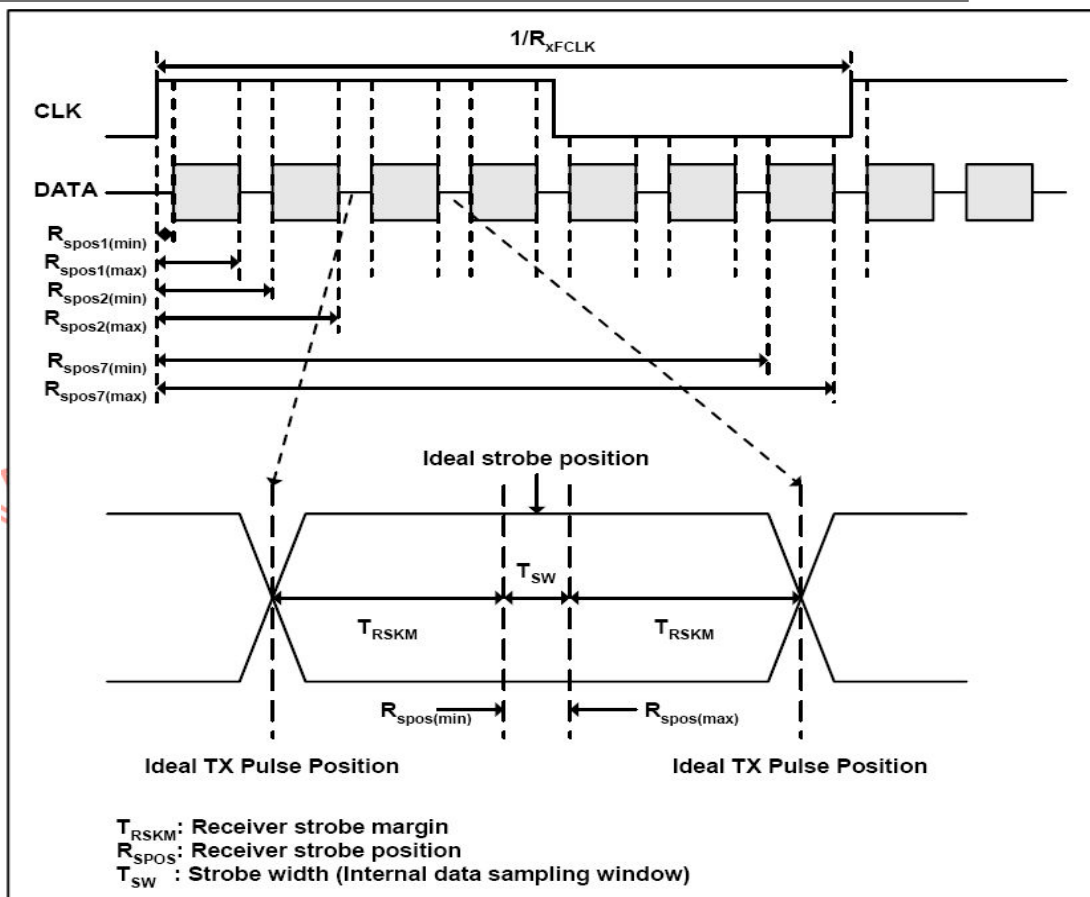 1/RxFCLK
CLK
DATA
Rspos1(min)
Rspos1(max)
Rspos2(min)
Rspos2(max)
Rspos7(min)
Rspos7(max)
Ideal strobe position
TSW
TRSKM TRSKM
Rspos(min) Rspos(max)
Ideal TX Pulse Position Ideal TX Pulse Position
TRSKM: Receiver strobe margin
RSPOS: Receiver strobe position
TSW : Strobe width (Internal data sampling window)